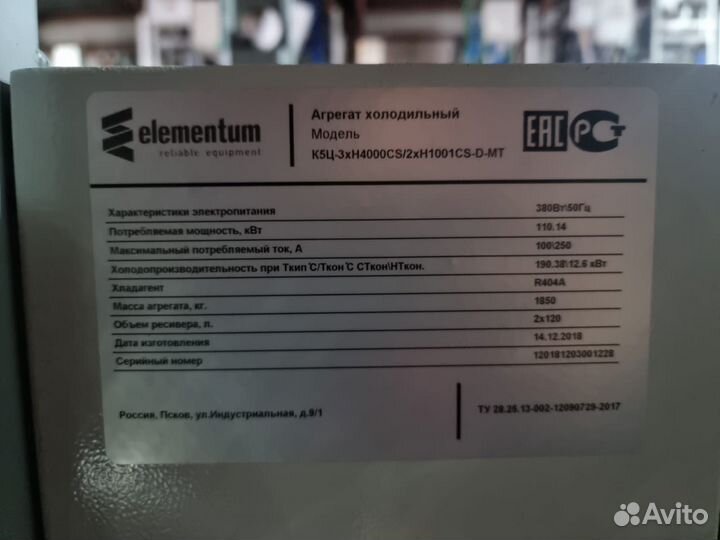 elementum
reliable equipment
Агрегат холодильный
Модель
К5Ц-3хН4000CS/2хН1001CS-D-МТ
EAC
РСТ
Характеристики электропитания 380Вт\50Гц
Потребляемая мощность, кВт 110.14
Максимальный потребляемый ток, А 100\250
Холодопроизводительность при Ткип℃/Ткон℃ СТкон\НТкон. 190.38\12.6 кВт
Хладагент R404A
Масса агрегата, кг. 1850
Объем ресивера, л. 2х120
Дата изготовления 14.12.2018
Серийный номер 120181203001228
Россия, Псков, ул.Индустриальная, д.9/1
ТУ 28.25.13-002-12090729-2017
Avito